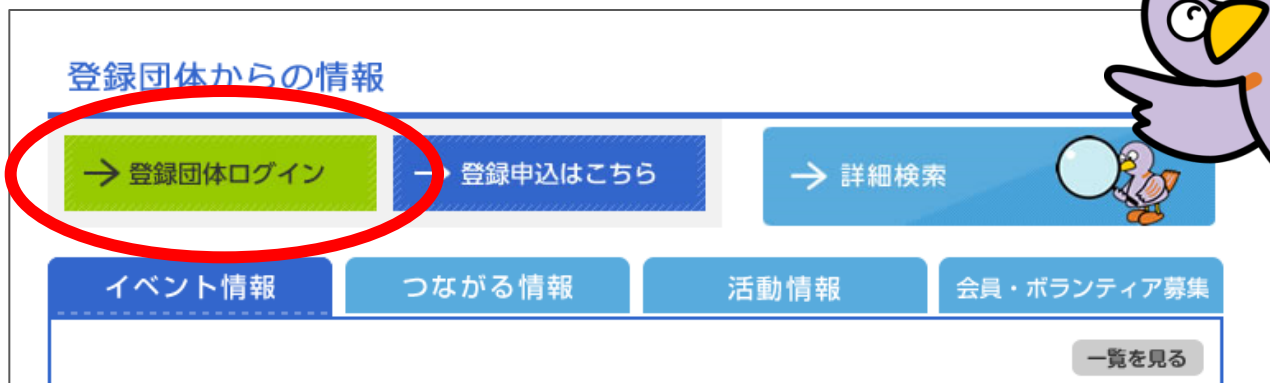 登録団体からの情報
→ 登録団体ログイン
→ 登録申込はこちら
→ 詳細検索
イベント情報
つながる情報
活動情報
会員・ボランティア募集
一覧を見る